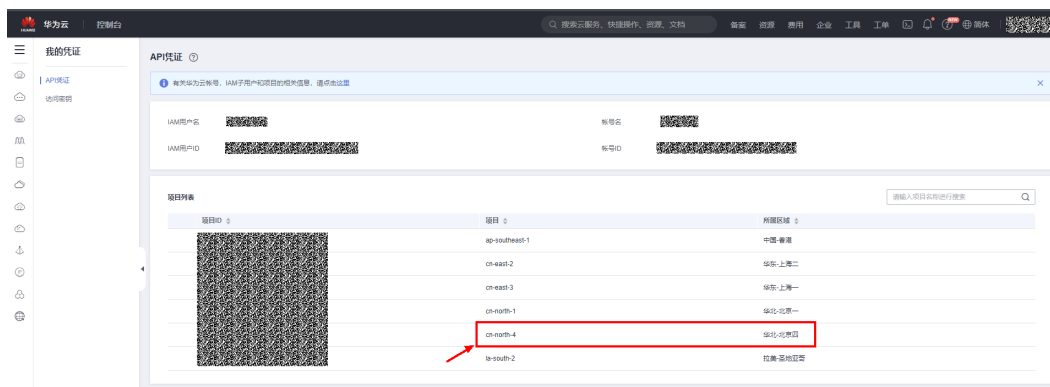 HUAWEI 华为云 控制台 搜索云服务、快捷操作、资源、文档 备案 资源 费用 企业 工具 工单 简体
我的凭证
API凭证
访问密钥
API凭证
有关华为云帐号，IAM子用户和项目的相关信息，请点击这里
IAM用户名 帐号名
IAM用户ID 帐号ID
项目列表 请输入项目名称进行搜索
项目ID 项目 所属区域
ap-southeast-1 中国-香港
cn-east-2 华东-上海二
cn-east-3 华东-上海一
cn-north-1 华北-北京一
cn-north-4 华北-北京四
la-south-2 拉美-圣地亚哥